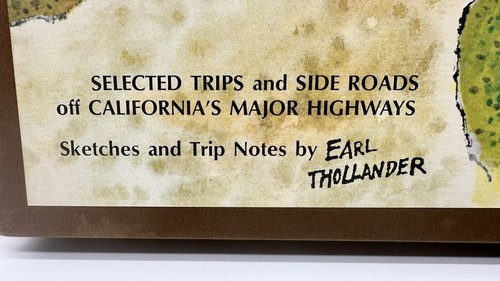 SELECTED TRIPS and SIDE ROADS
off CALIFORNIA'S MAJOR HIGHWAYS
Sketches and Trip Notes by EARL
THOLLANDER